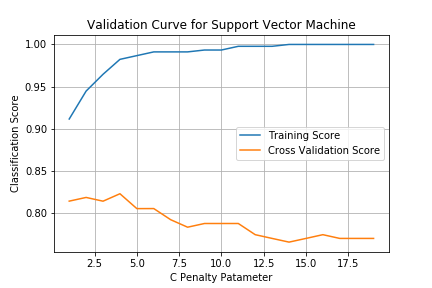 Validation Curve for Support Vector Machine
1.00
0.95
0.90
0.85
0.80
Classification Score
Training Score
Cross Validation Score
2.5 5.0 7.5 10.0 12.5 15.0 17.5
C Penalty Patameter